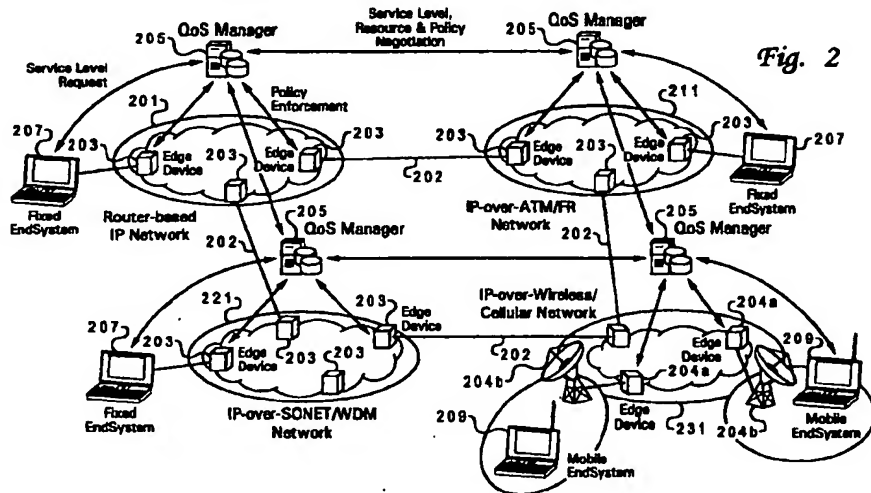 QoS Manager
205
Service Level,
Resource & Policy
Negotiation
QoS Manager
205
Fig. 2
Service Level
Request
201
Policy
Enforcement
211
207
203
203
203
203
203
203
207
Edge
Device
Edge
Device
Edge
Device
Edge
Device
202
Fixed
EndSystem
Router-based
IP Network
202
205
QoS Manager
IP-over-ATM/FR
Network
202
205
QoS Manager
Fixed
EndSystem
221
203
Edge
Device
IP-over-Wireless/
Cellular Network
204a
207
203
Edge
Device
203
203
202
204b
204a
Edge
Device
209
Fixed
EndSystem
IP-over-SONET/WDM
Network
209
Edge
Device
231
204b
Mobile
EndSystem
Mobile
EndSystem